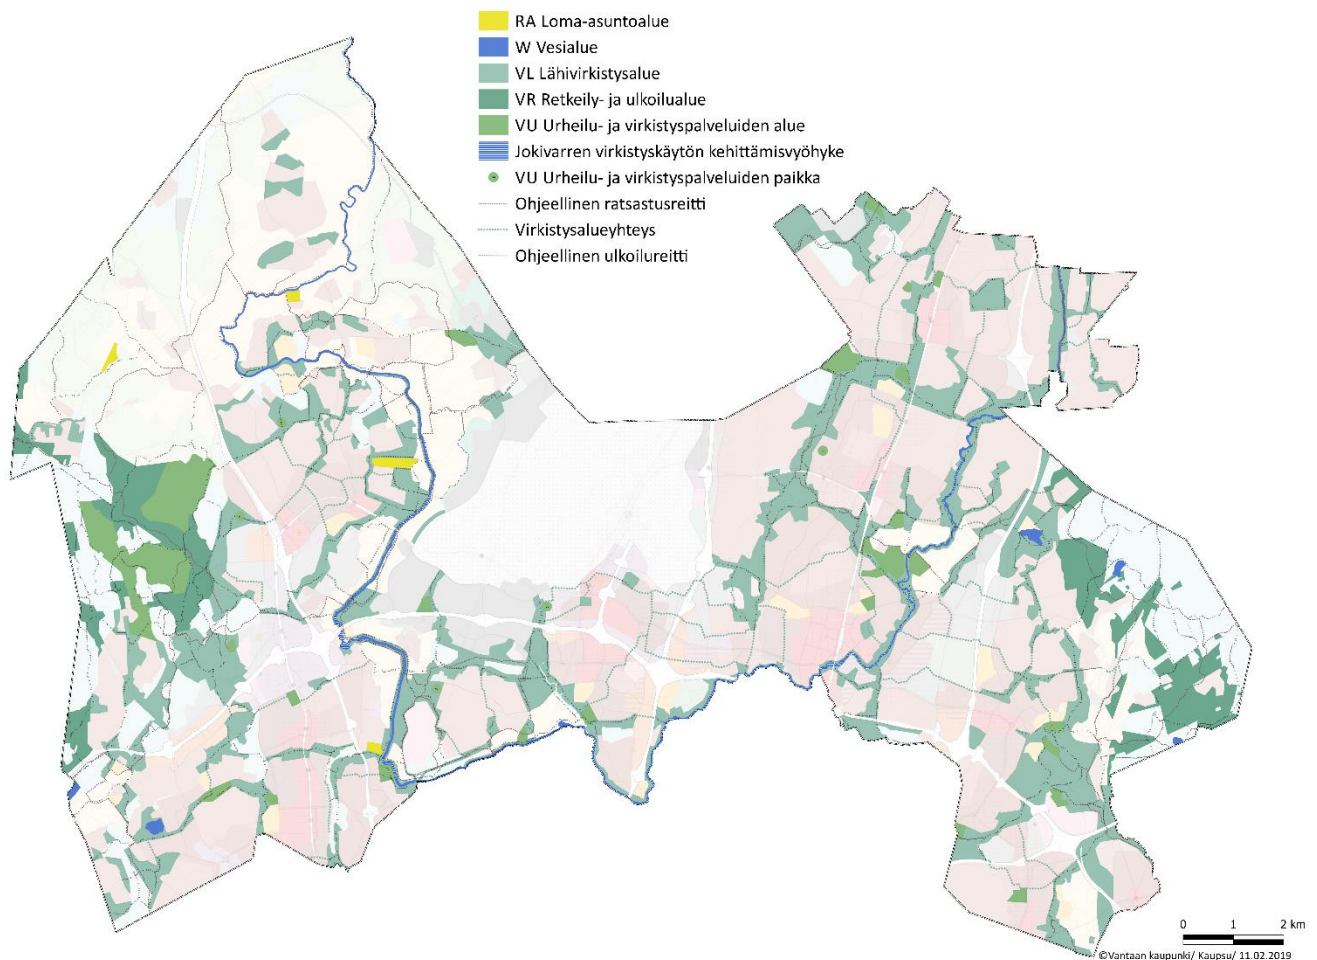 RA Loma-asuntoalue
W Vesialue
VL Lähivirkistysalue
VR Retkeily- ja ulkoilualue
VU Urheilu- ja virkistyspalveluiden alue
Jokivarren virkistyskäytön kehittämisvyöhyke
VU Urheilu- ja virkistyspalveluiden paikka
Ohjeellinen ratsastusreitti
Virkistysalueyhteys
Ohjeellinen ulkoilureitti
0 1 2 km
©Vantaan kaupunki/ Kaupsu/ 11.02.2019